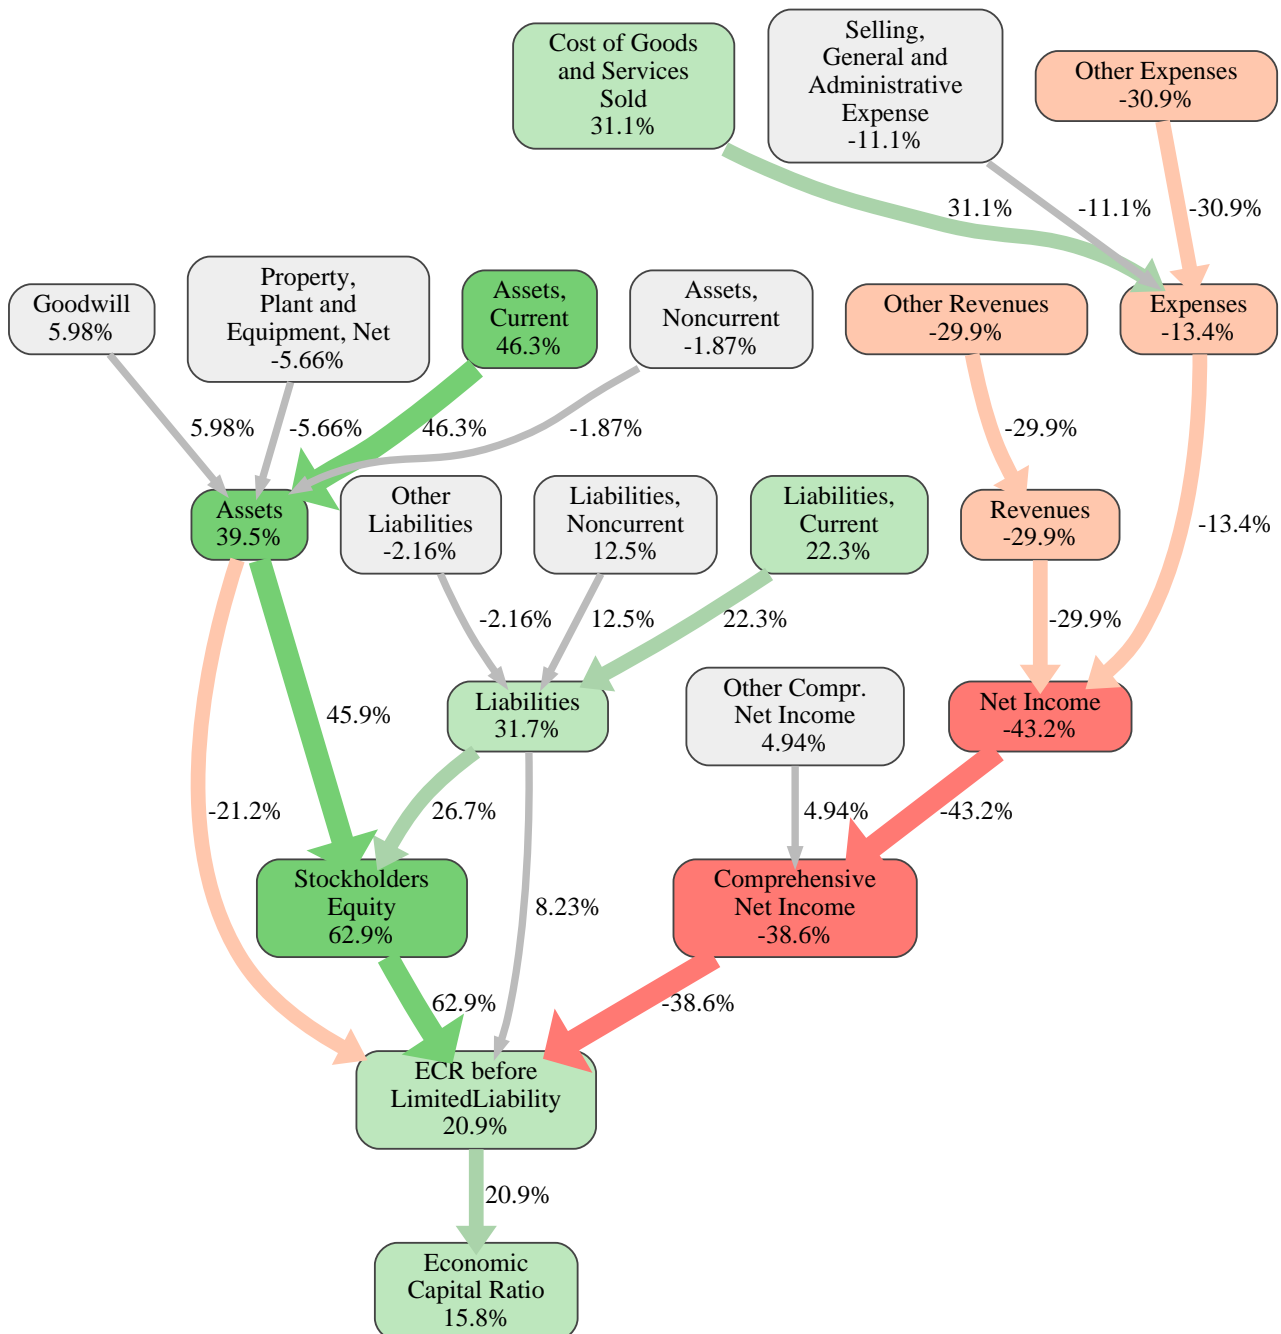 Cost of Goods
and Services
Sold
31.1%
Selling,
General and
Administrative
Expense
-11.1%
Other Expenses
-30.9%
31.1%
-11.1%
-30.9%
Goodwill
5.98%
Property,
Plant and
Equipment, Net
-5.66%
Assets,
Current
46.3%
Assets,
Noncurrent
-1.87%
Other Revenues
-29.9%
Expenses
-13.4%
5.98%
-5.66%
46.3%
-1.87%
-29.9%
-13.4%
Assets
39.5%
Other
Liabilities
-2.16%
Liabilities,
Noncurrent
12.5%
Liabilities,
Current
22.3%
Revenues
-29.9%
-2.16%
12.5%
22.3%
-29.9%
Liabilities
31.7%
Other Compr.
Net Income
4.94%
Net Income
-43.2%
45.9%
-21.2%
26.7%
4.94%
-43.2%
8.23%
Stockholders
Equity
62.9%
Comprehensive
Net Income
-38.6%
62.9%
-38.6%
ECR before
LimitedLiability
20.9%
20.9%
Economic
Capital Ratio
15.8%